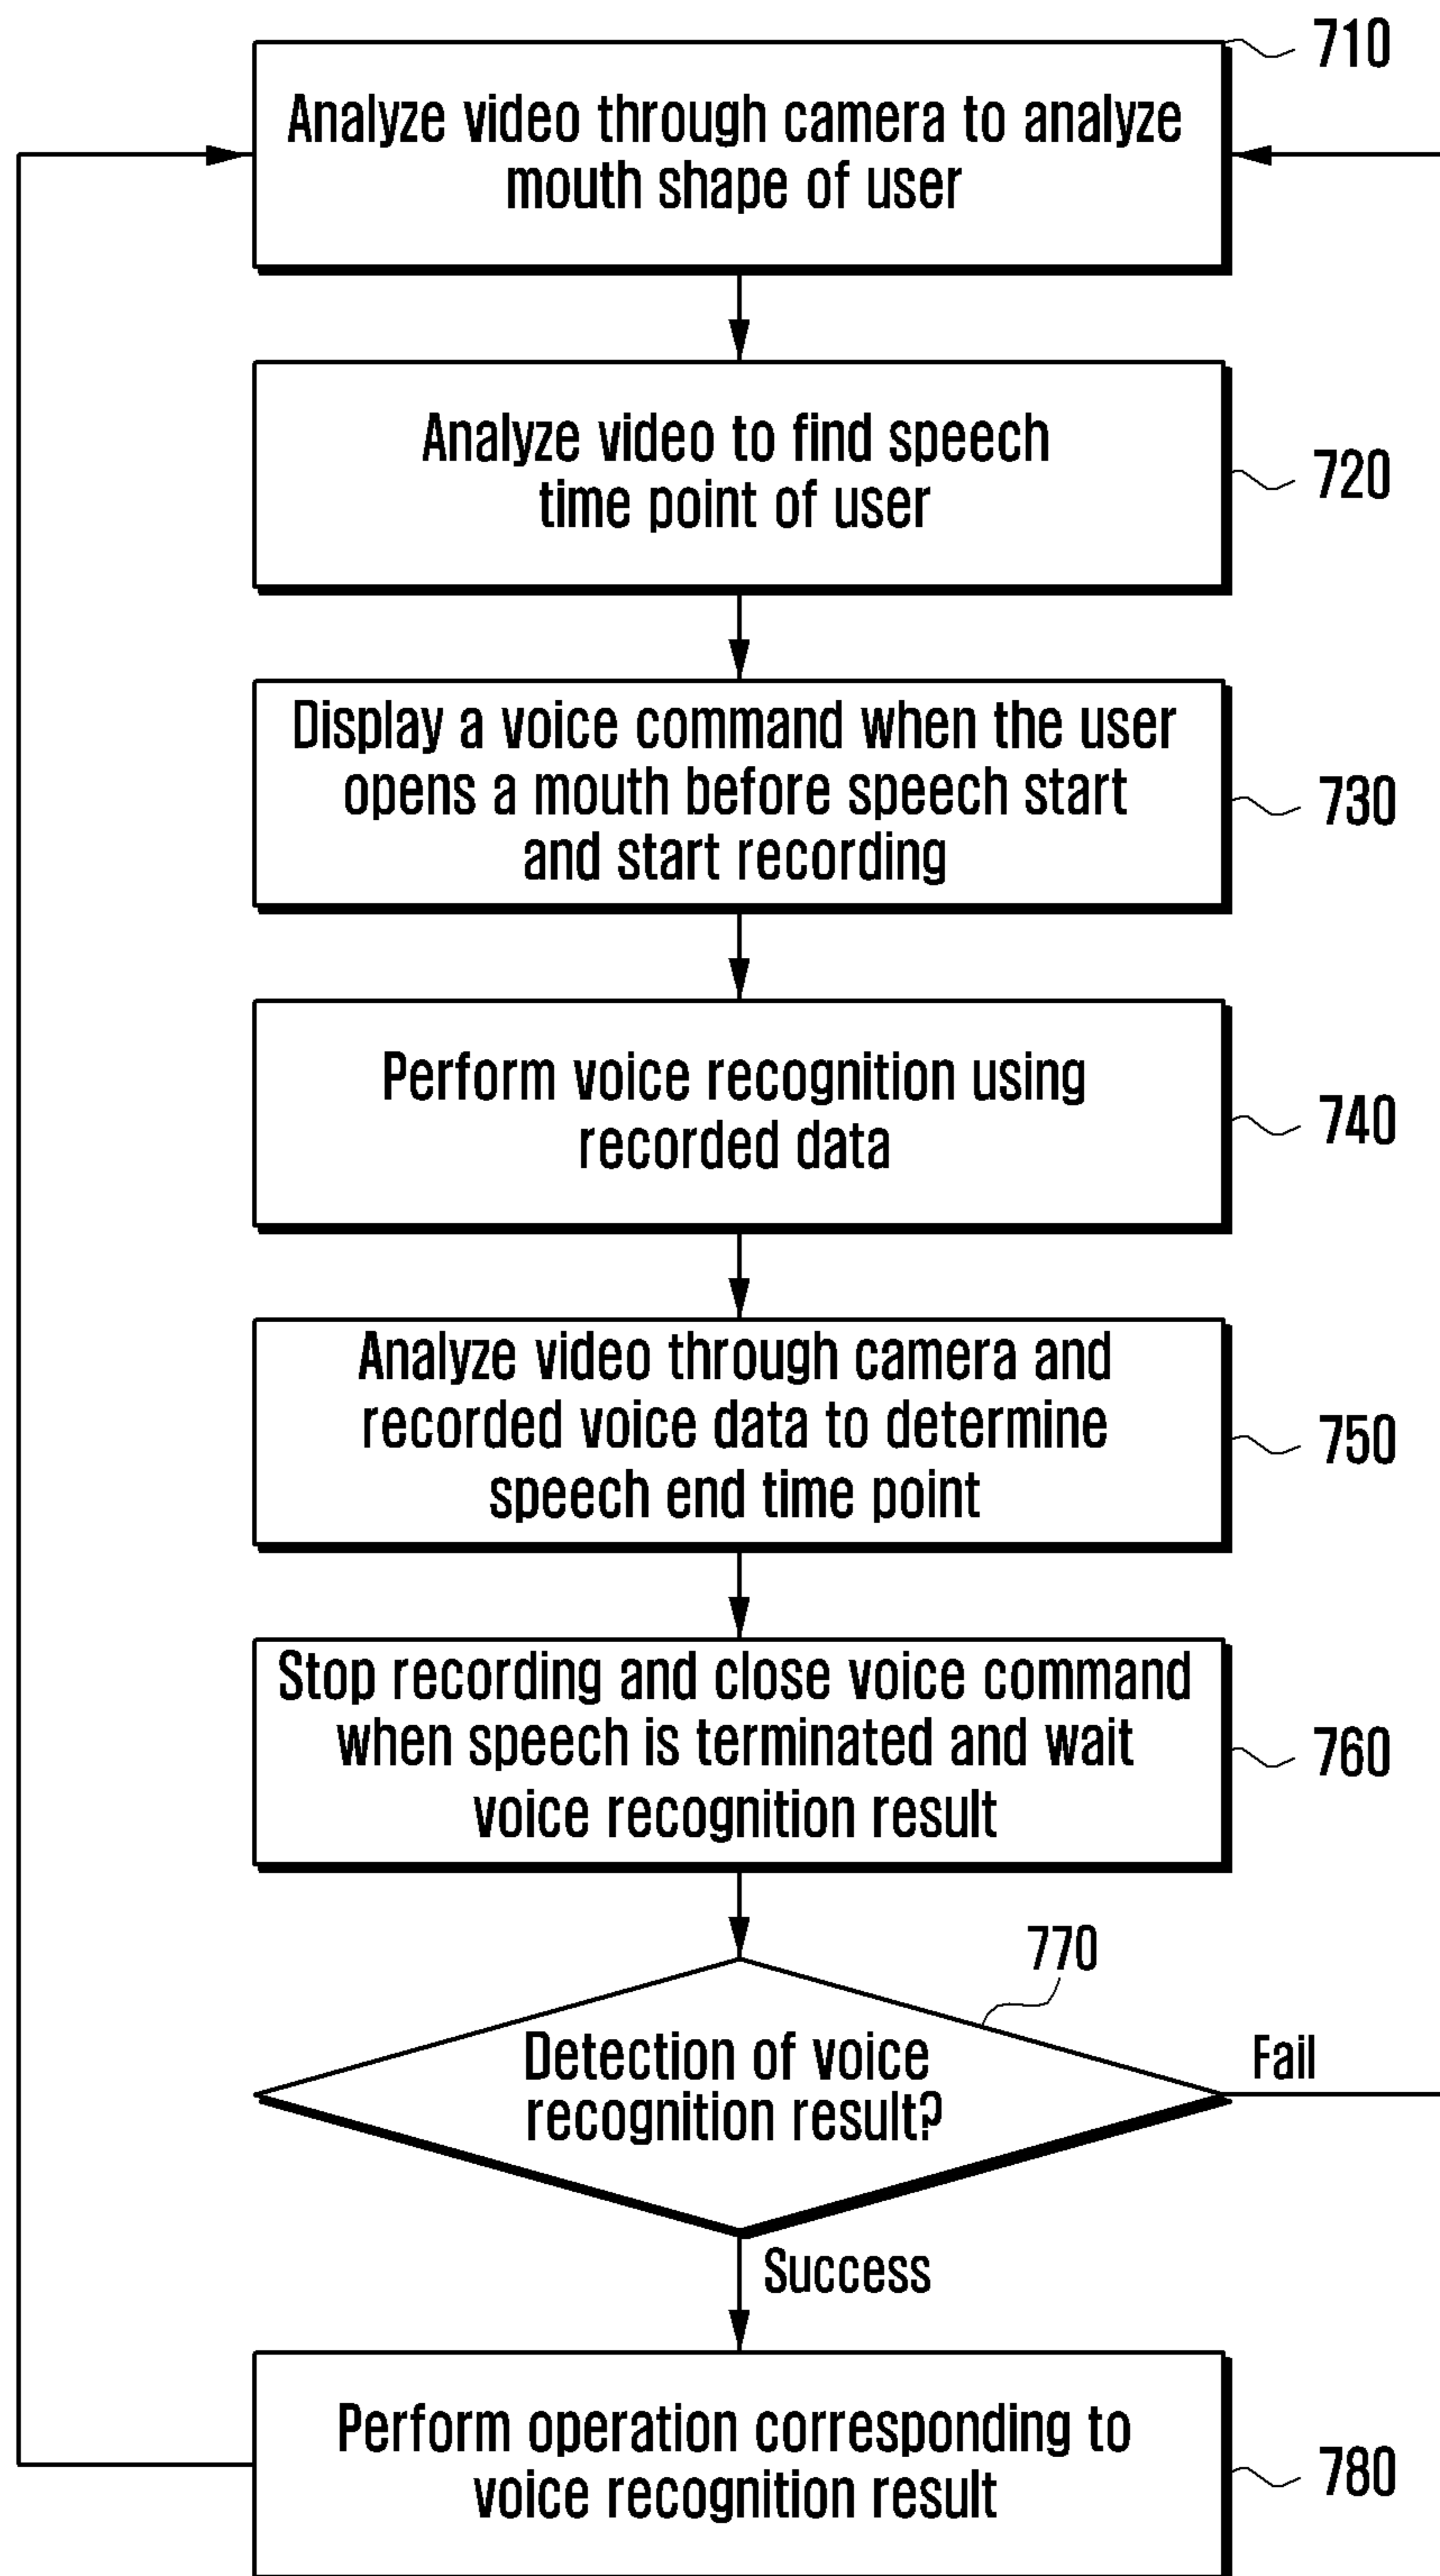 710
Analyze video through camera to analyze
mouth shape of user
Analyze video to find speech
time point of user
720
Display a voice command when the user
opens a mouth before speech start
and start recording
730
Perform voice recognition using
recorded data
740
Analyze video through camera and
recorded voice data to determine
speech end time point
750
Stop recording and close voice command
when speech is terminated and wait
voice recognition result
760
770
Detection of voice
recognition result?
Fail
Success
Perform operation corresponding to
voice recognition result
780